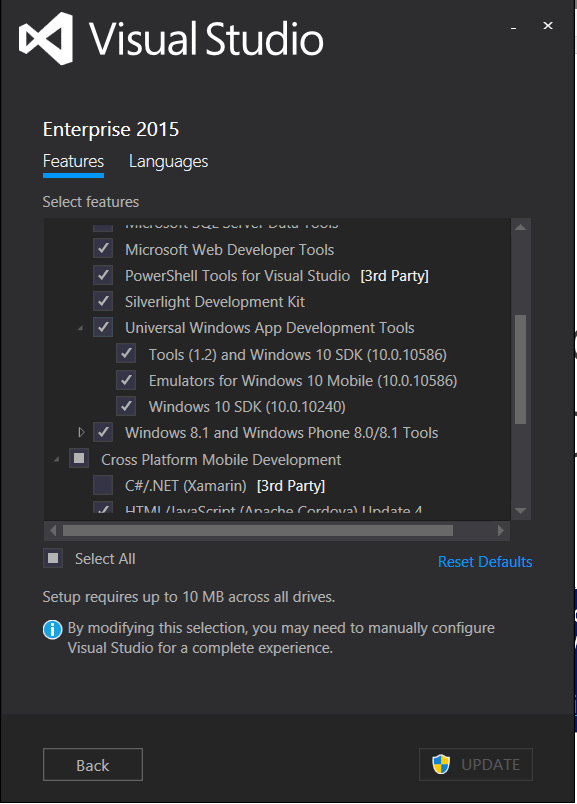 Visual Studio
Enterprise 2015
Features Languages
Select features
Microsoft SQL Server Data Tools
Microsoft Web Developer Tools
PowerShell Tools for Visual Studio [3rd Party]
Silverlight Development Kit
Universal Windows App Development Tools
Tools (1.2) and Windows 10 SDK (10.0.10586)
Emulators for Windows 10 Mobile (10.0.10586)
Windows 10 SDK (10.0.10240)
Windows 8.1 and Windows Phone 8.0/8.1 Tools
Cross Platform Mobile Development
C#/.NET (Xamarin) [3rd Party]
HTML/JavaScript (Apache Cordova) Update 4
Select All
Reset Defaults
Setup requires up to 10 MB across all drives.
By modifying this selection, you may need to manually configure
Visual Studio for a complete experience.
Back
UPDATE